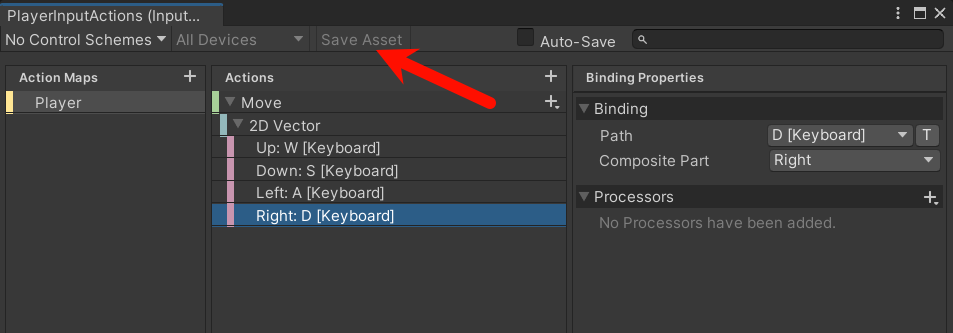 PlayerInputActions (Input...
No Control Schemes All Devices Save Asset Auto-Save
Action Maps + Actions + Binding Properties
Player
Move +
2D Vector
Up: W [Keyboard]
Down: S [Keyboard]
Left: A [Keyboard]
Right: D [Keyboard]
Binding
Path D [Keyboard] T
Composite Part Right
Processors +
No Processors have been added.